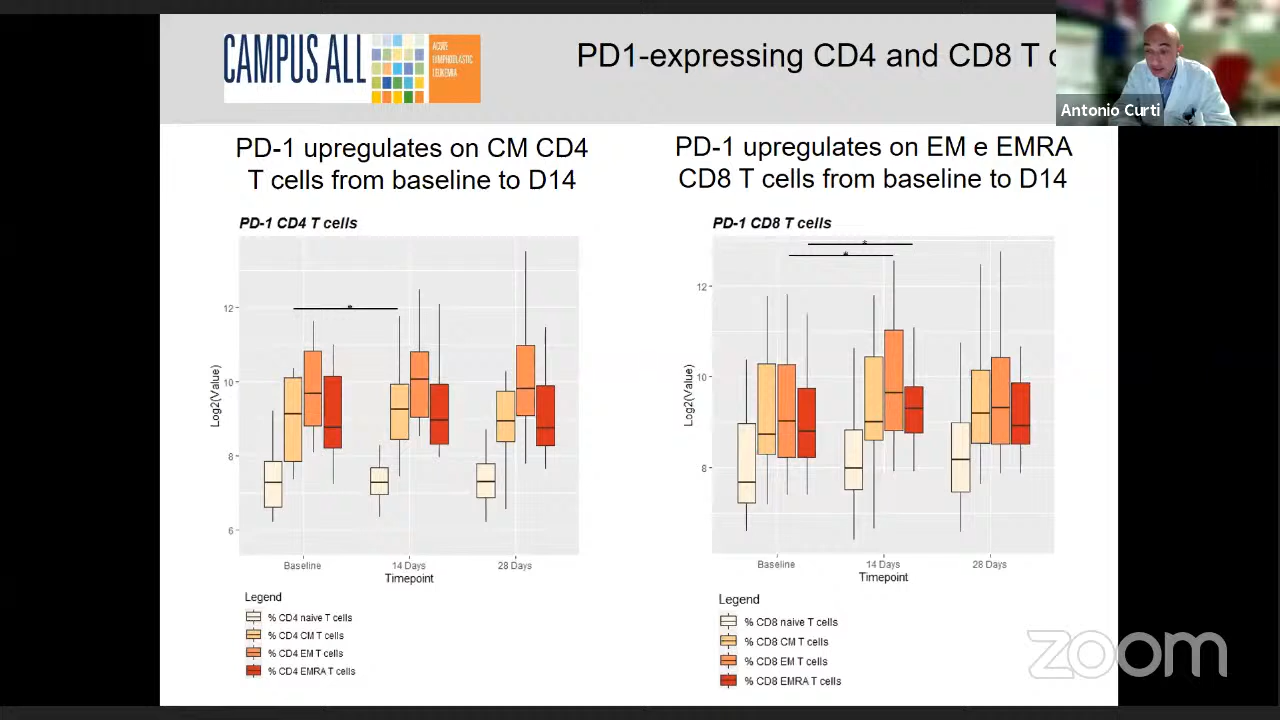 CAMPUS ALL
ACUTE
LYMPHOBLASTIC
LEUKEMIA
PD1-expressing CD4 and CD8 T c
Antonio Curti
PD-1 upregulates on CM CD4
T cells from baseline to D14
PD-1 CD4 T cells
*
12
10
8
6
Log2(Value)
Baseline
14 Days
28 Days
Timepoint
Legend
% CD4 naive T cells
% CD4 CM T cells
% CD4 EM T cells
% CD4 EMRA T cells
PD-1 upregulates on EM e EMRA
CD8 T cells from baseline to D14
PD-1 CD8 T cells
*
*
12
10
8
Log2(Value)
Baseline
14 Days
28 Days
Timepoint
Legend
% CD8 naive T cells
% CD8 CM T cells
% CD8 EM T cells
% CD8 EMRA T cells
zoom